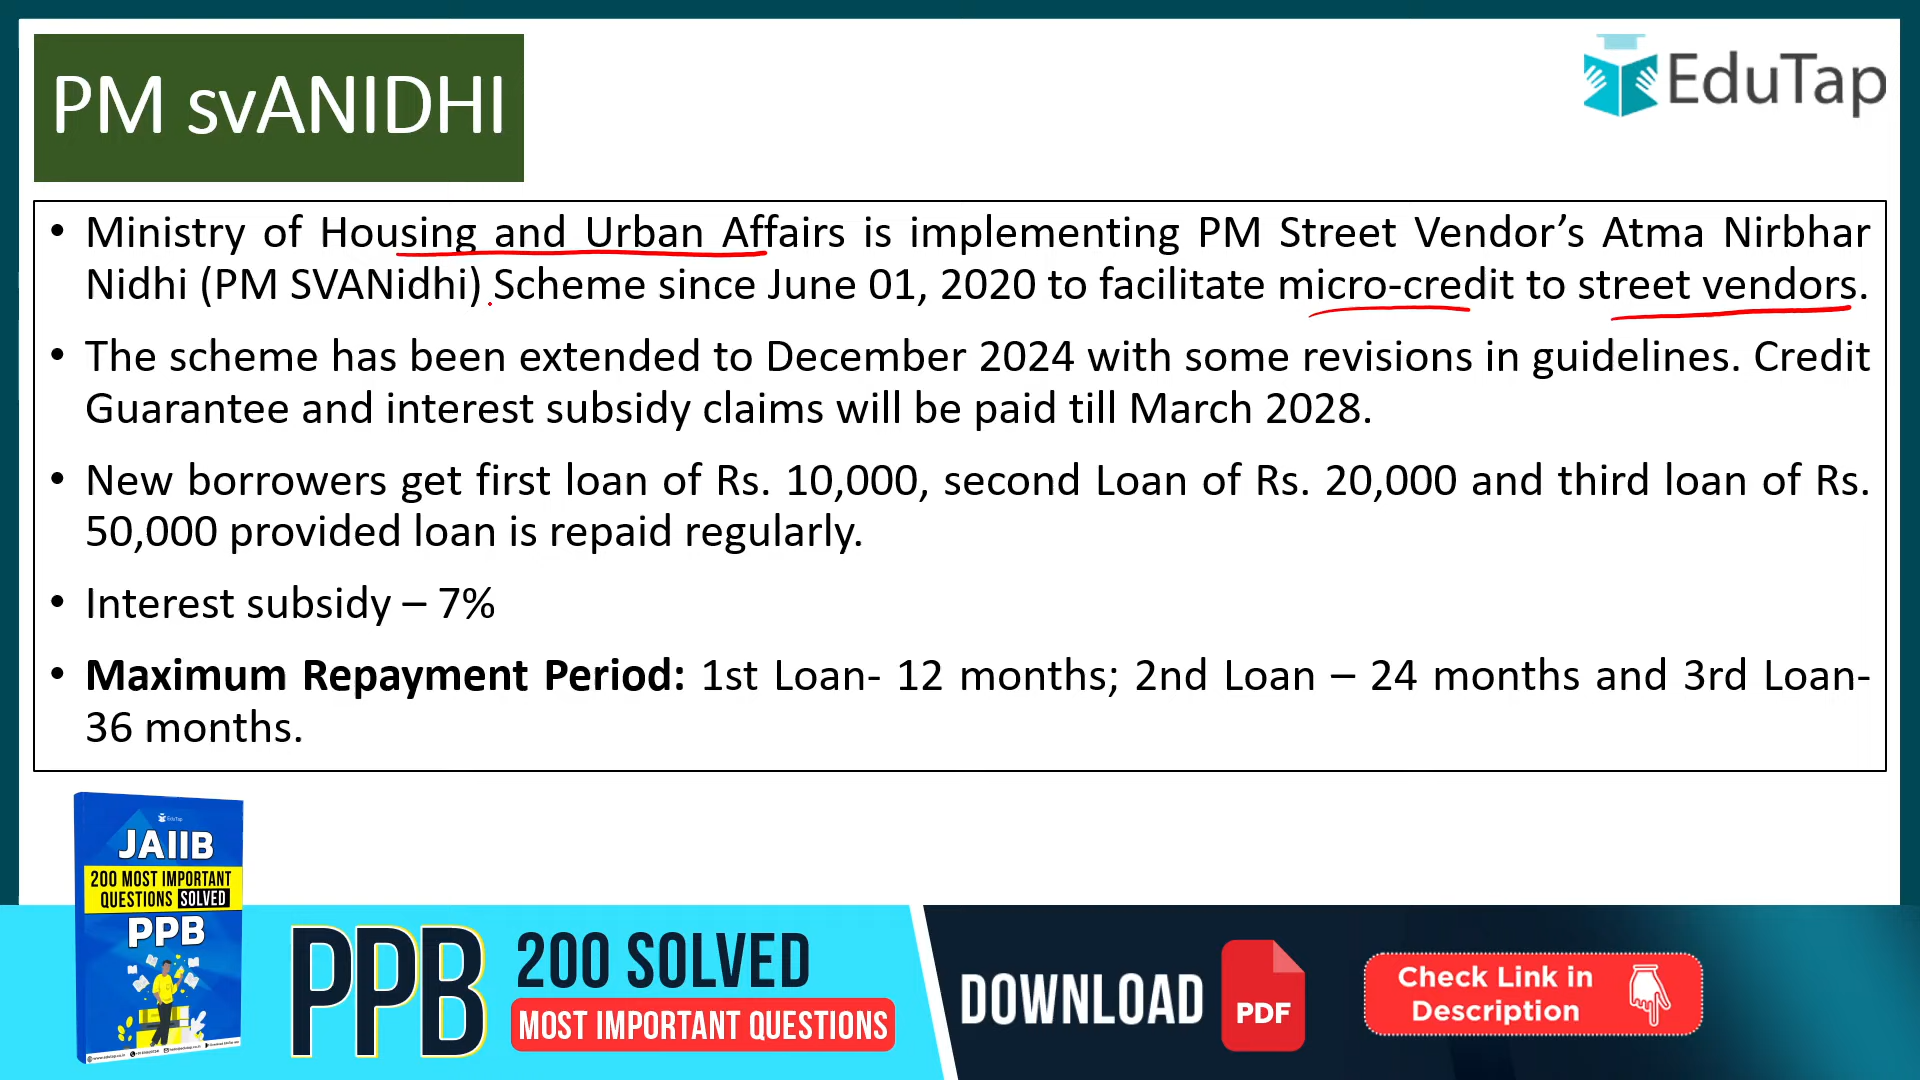 PM svANIDHI
EduTap
• Ministry of Housing and Urban Affairs is implementing PM Street Vendor’s Atma Nirbhar
Nidhi (PM SVANidhi) Scheme since June 01, 2020 to facilitate micro-credit to street vendors.
• The scheme has been extended to December 2024 with some revisions in guidelines. Credit
Guarantee and interest subsidy claims will be paid till March 2028.
• New borrowers get first loan of Rs. 10,000, second Loan of Rs. 20,000 and third loan of Rs.
50,000 provided loan is repaid regularly.
• Interest subsidy – 7%
• Maximum Repayment Period: 1st Loan- 12 months; 2nd Loan – 24 months and 3rd Loan-
36 months.
EduTap
JAIIB
200 MOST IMPORTANT
QUESTIONS SOLVED
PPB
PPB
200 SOLVED
MOST IMPORTANT QUESTIONS
DOWNLOAD
PDF
Check Link in
Description